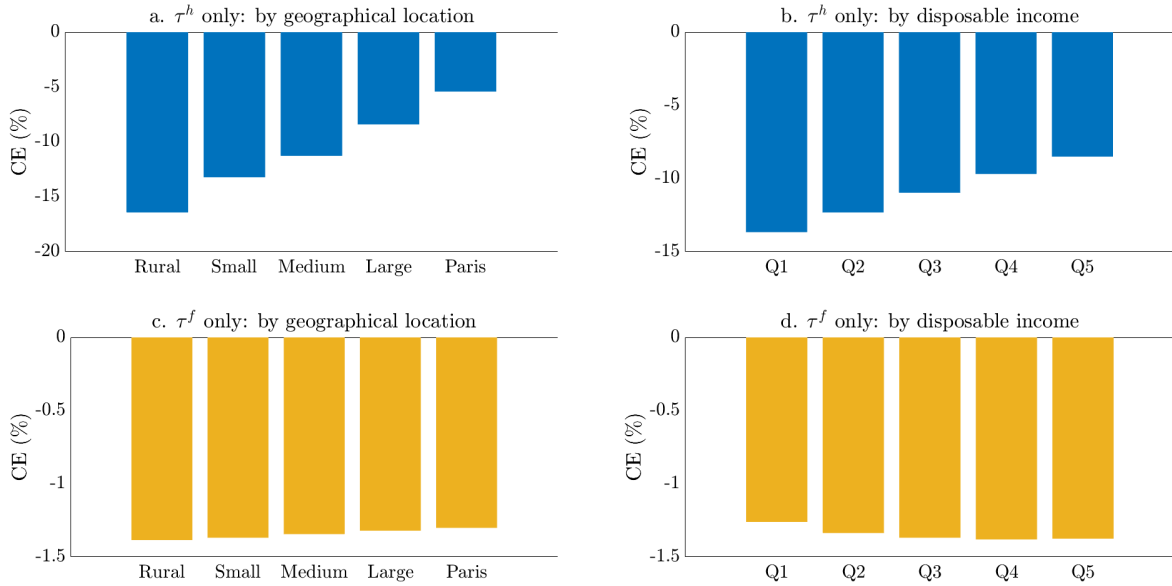 a. τ^h only: by geographical location
0
-5
-10
-15
-20
CE (%)
Rural Small Medium Large Paris
b. τ^h only: by disposable income
0
-5
-10
-15
CE (%)
Q1 Q2 Q3 Q4 Q5
c. τ^f only: by geographical location
0
-0.5
-1
-1.5
CE (%)
Rural Small Medium Large Paris
d. τ^f only: by disposable income
0
-0.5
-1
-1.5
CE (%)
Q1 Q2 Q3 Q4 Q5